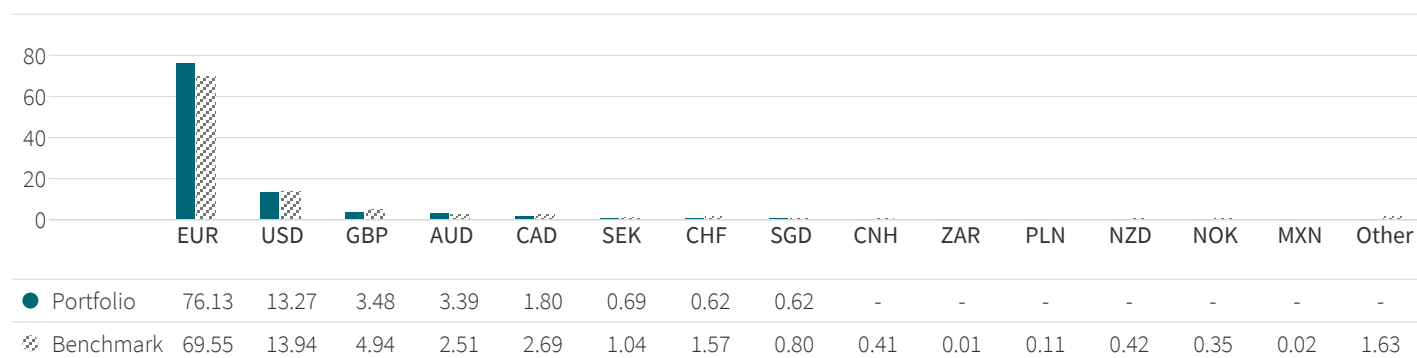 80
60
40
20
0
EUR USD GBP AUD CAD SEK CHF SGD CNH ZAR PLN NZD NOK MXN Other
Portfolio 76.13 13.27 3.48 3.39 1.80 0.69 0.62 0.62 - - - - - - -
Benchmark 69.55 13.94 4.94 2.51 2.69 1.04 1.57 0.80 0.41 0.01 0.11 0.42 0.35 0.02 1.63